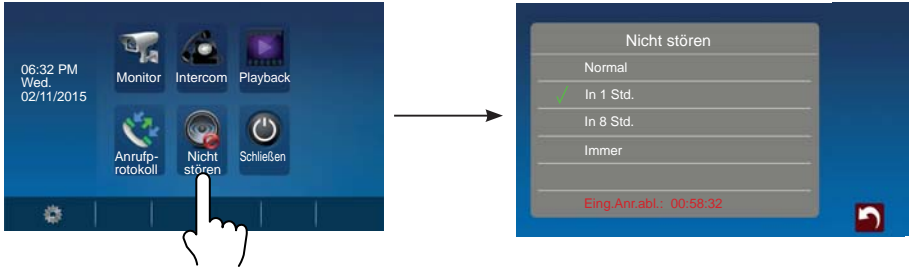 06:32 PM
Wed.
02/11/2015
Monitor
Intercom
Playback
Anrufp-
rotokoll
Nicht
stören
Schließen
Nicht stören
Normal
In 1 Std.
In 8 Std.
Immer
Eing.Anr.abl.: 00:58:32